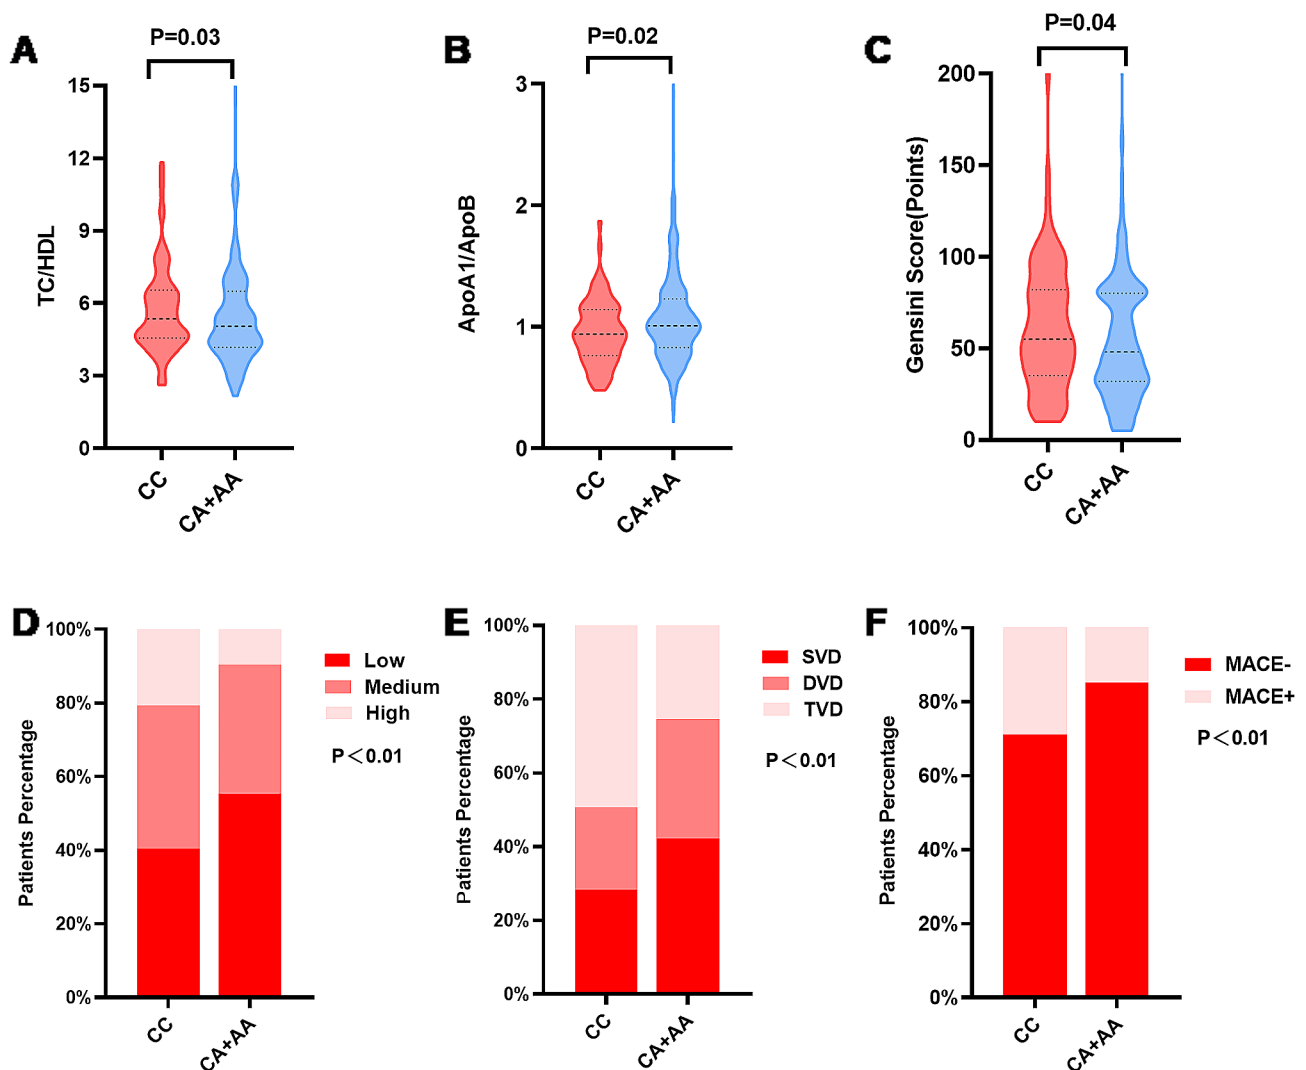 A
P=0.03
TC/HDL
15
12
9
6
3
0
CC
CA+AA
B
P=0.02
ApoA1/ApoB
3
2
1
0
CC
CA+AA
C
P=0.04
Gensini Score(Points)
200
150
100
50
0
CC
CA+AA
D
Patients Percentage
100%
80%
60%
40%
20%
0%
CC
CA+AA
Low
Medium
High
P<0.01
E
Patients Percentage
100%
80%
60%
40%
20%
0%
CC
CA+AA
SVD
DVD
TVD
P<0.01
F
Patients Percentage
100%
80%
60%
40%
20%
0%
CC
CA+AA
MACE-
MACE+
P<0.01